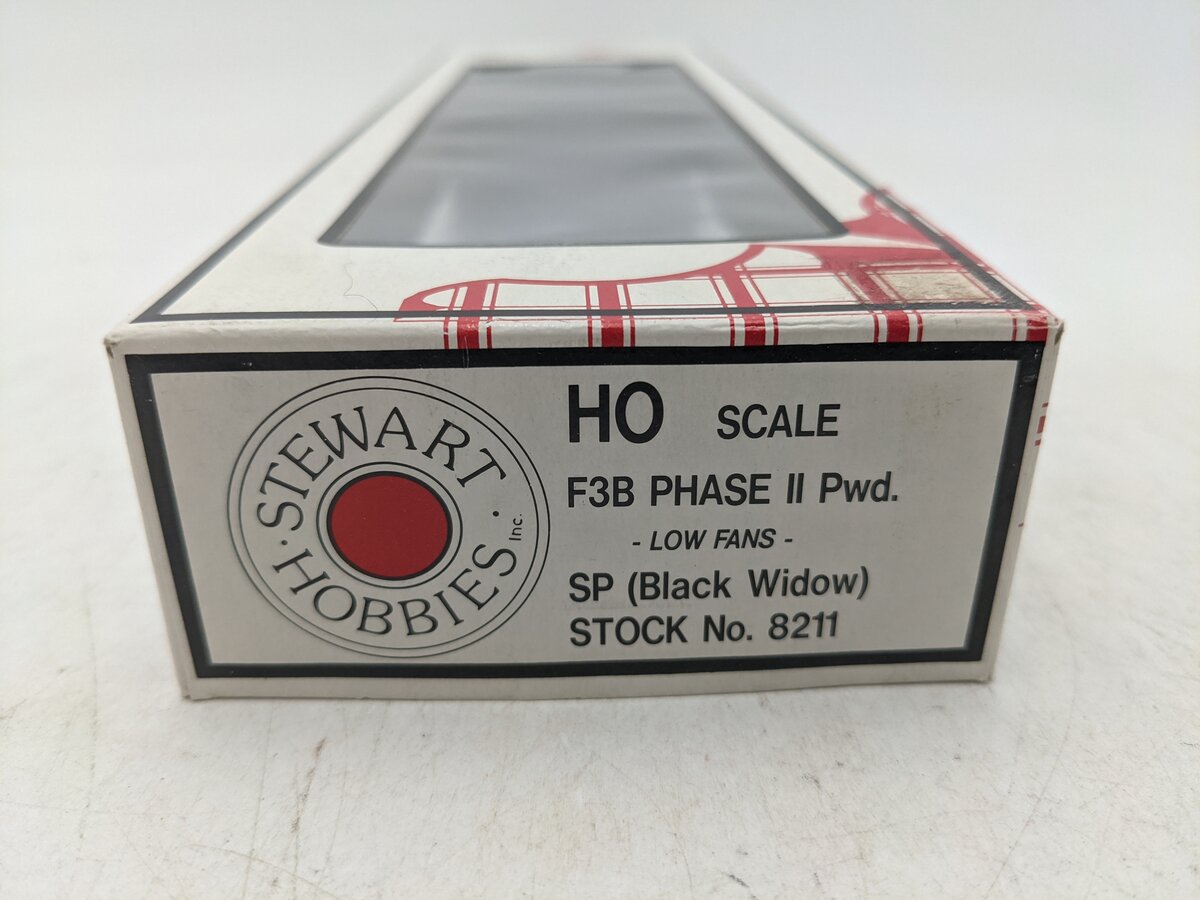 STEWART
· HOBBIES · Inc.
HO SCALE
F3B PHASE II Pwd.
- LOW FANS -
SP (Black Widow)
STOCK No. 8211